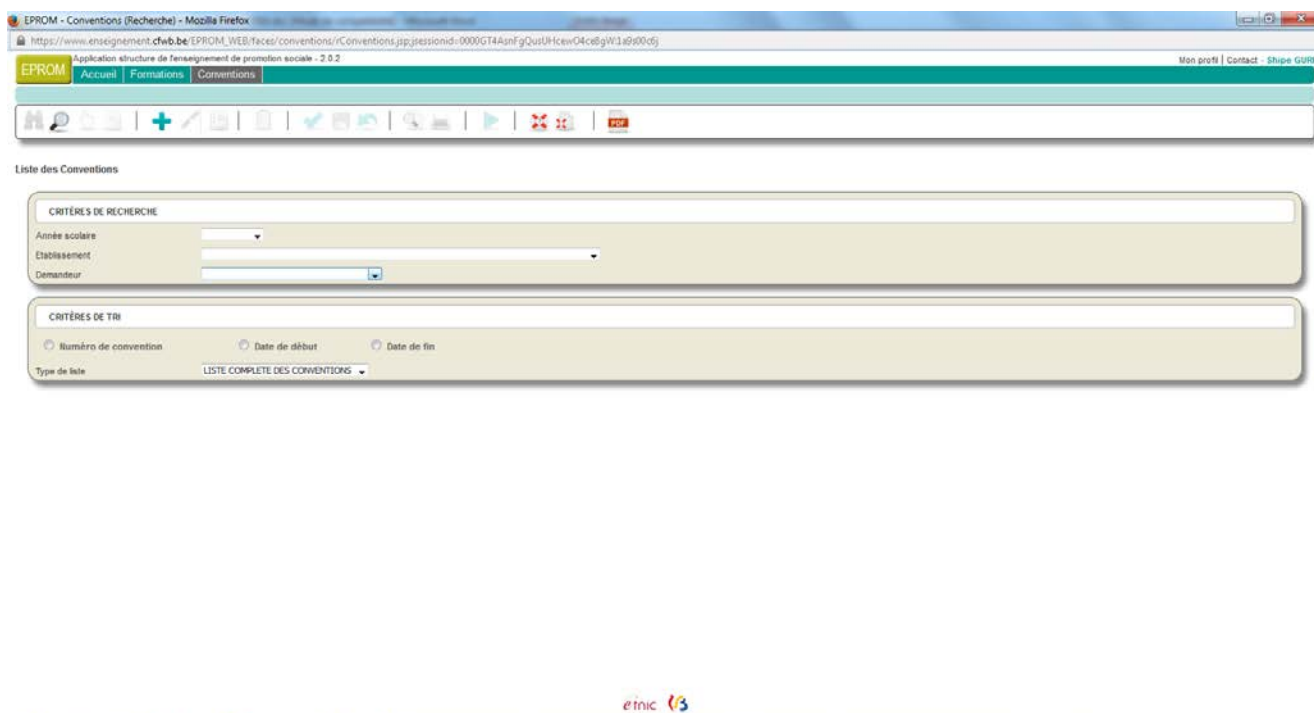 EPROM - Conventions (Recherche) - Mozilla Firefox
https://www.enseignement.cfwb.be/EPROM_WEB/faces/conventions/rConventions.jsp;jsessionid=
Application structure de l'enseignement de promotion sociale - 2.0.2
Mon profil | Contact - Shipe GURI
EPROM
Accueil | Formations | Conventions
PDF
Liste des Conventions
CRITÈRES DE RECHERCHE
Année scolaire
Etablissement
Demandeur
CRITÈRES DE TRI
Numéro de convention
Date de début
Date de fin
Type de liste
LISTE COMPLETE DES CONVENTIONS
etnic